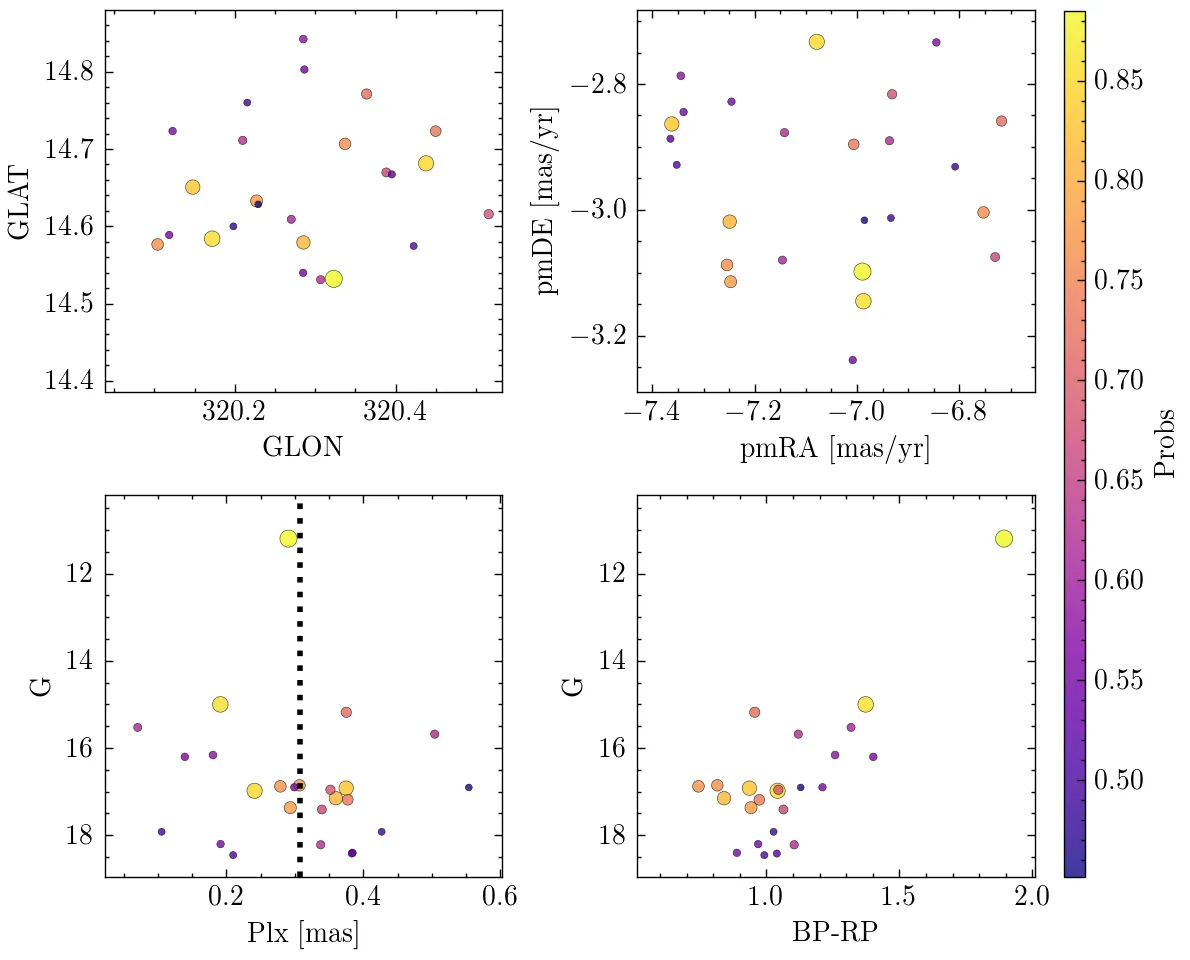 14.8
14.7
14.6
14.5
14.4
GLAT
320.2 320.4
GLON
−2.8
−3.0
−3.2
pmDE [mas/yr]
−7.4 −7.2 −7.0 −6.8
pmRA [mas/yr]
12
14
16
18
G
0.2 0.4 0.6
Plx [mas]
12
14
16
18
G
1.0 1.5 2.0
BP-RP
0.85
0.80
0.75
0.70
0.65
0.60
0.55
0.50
Probs